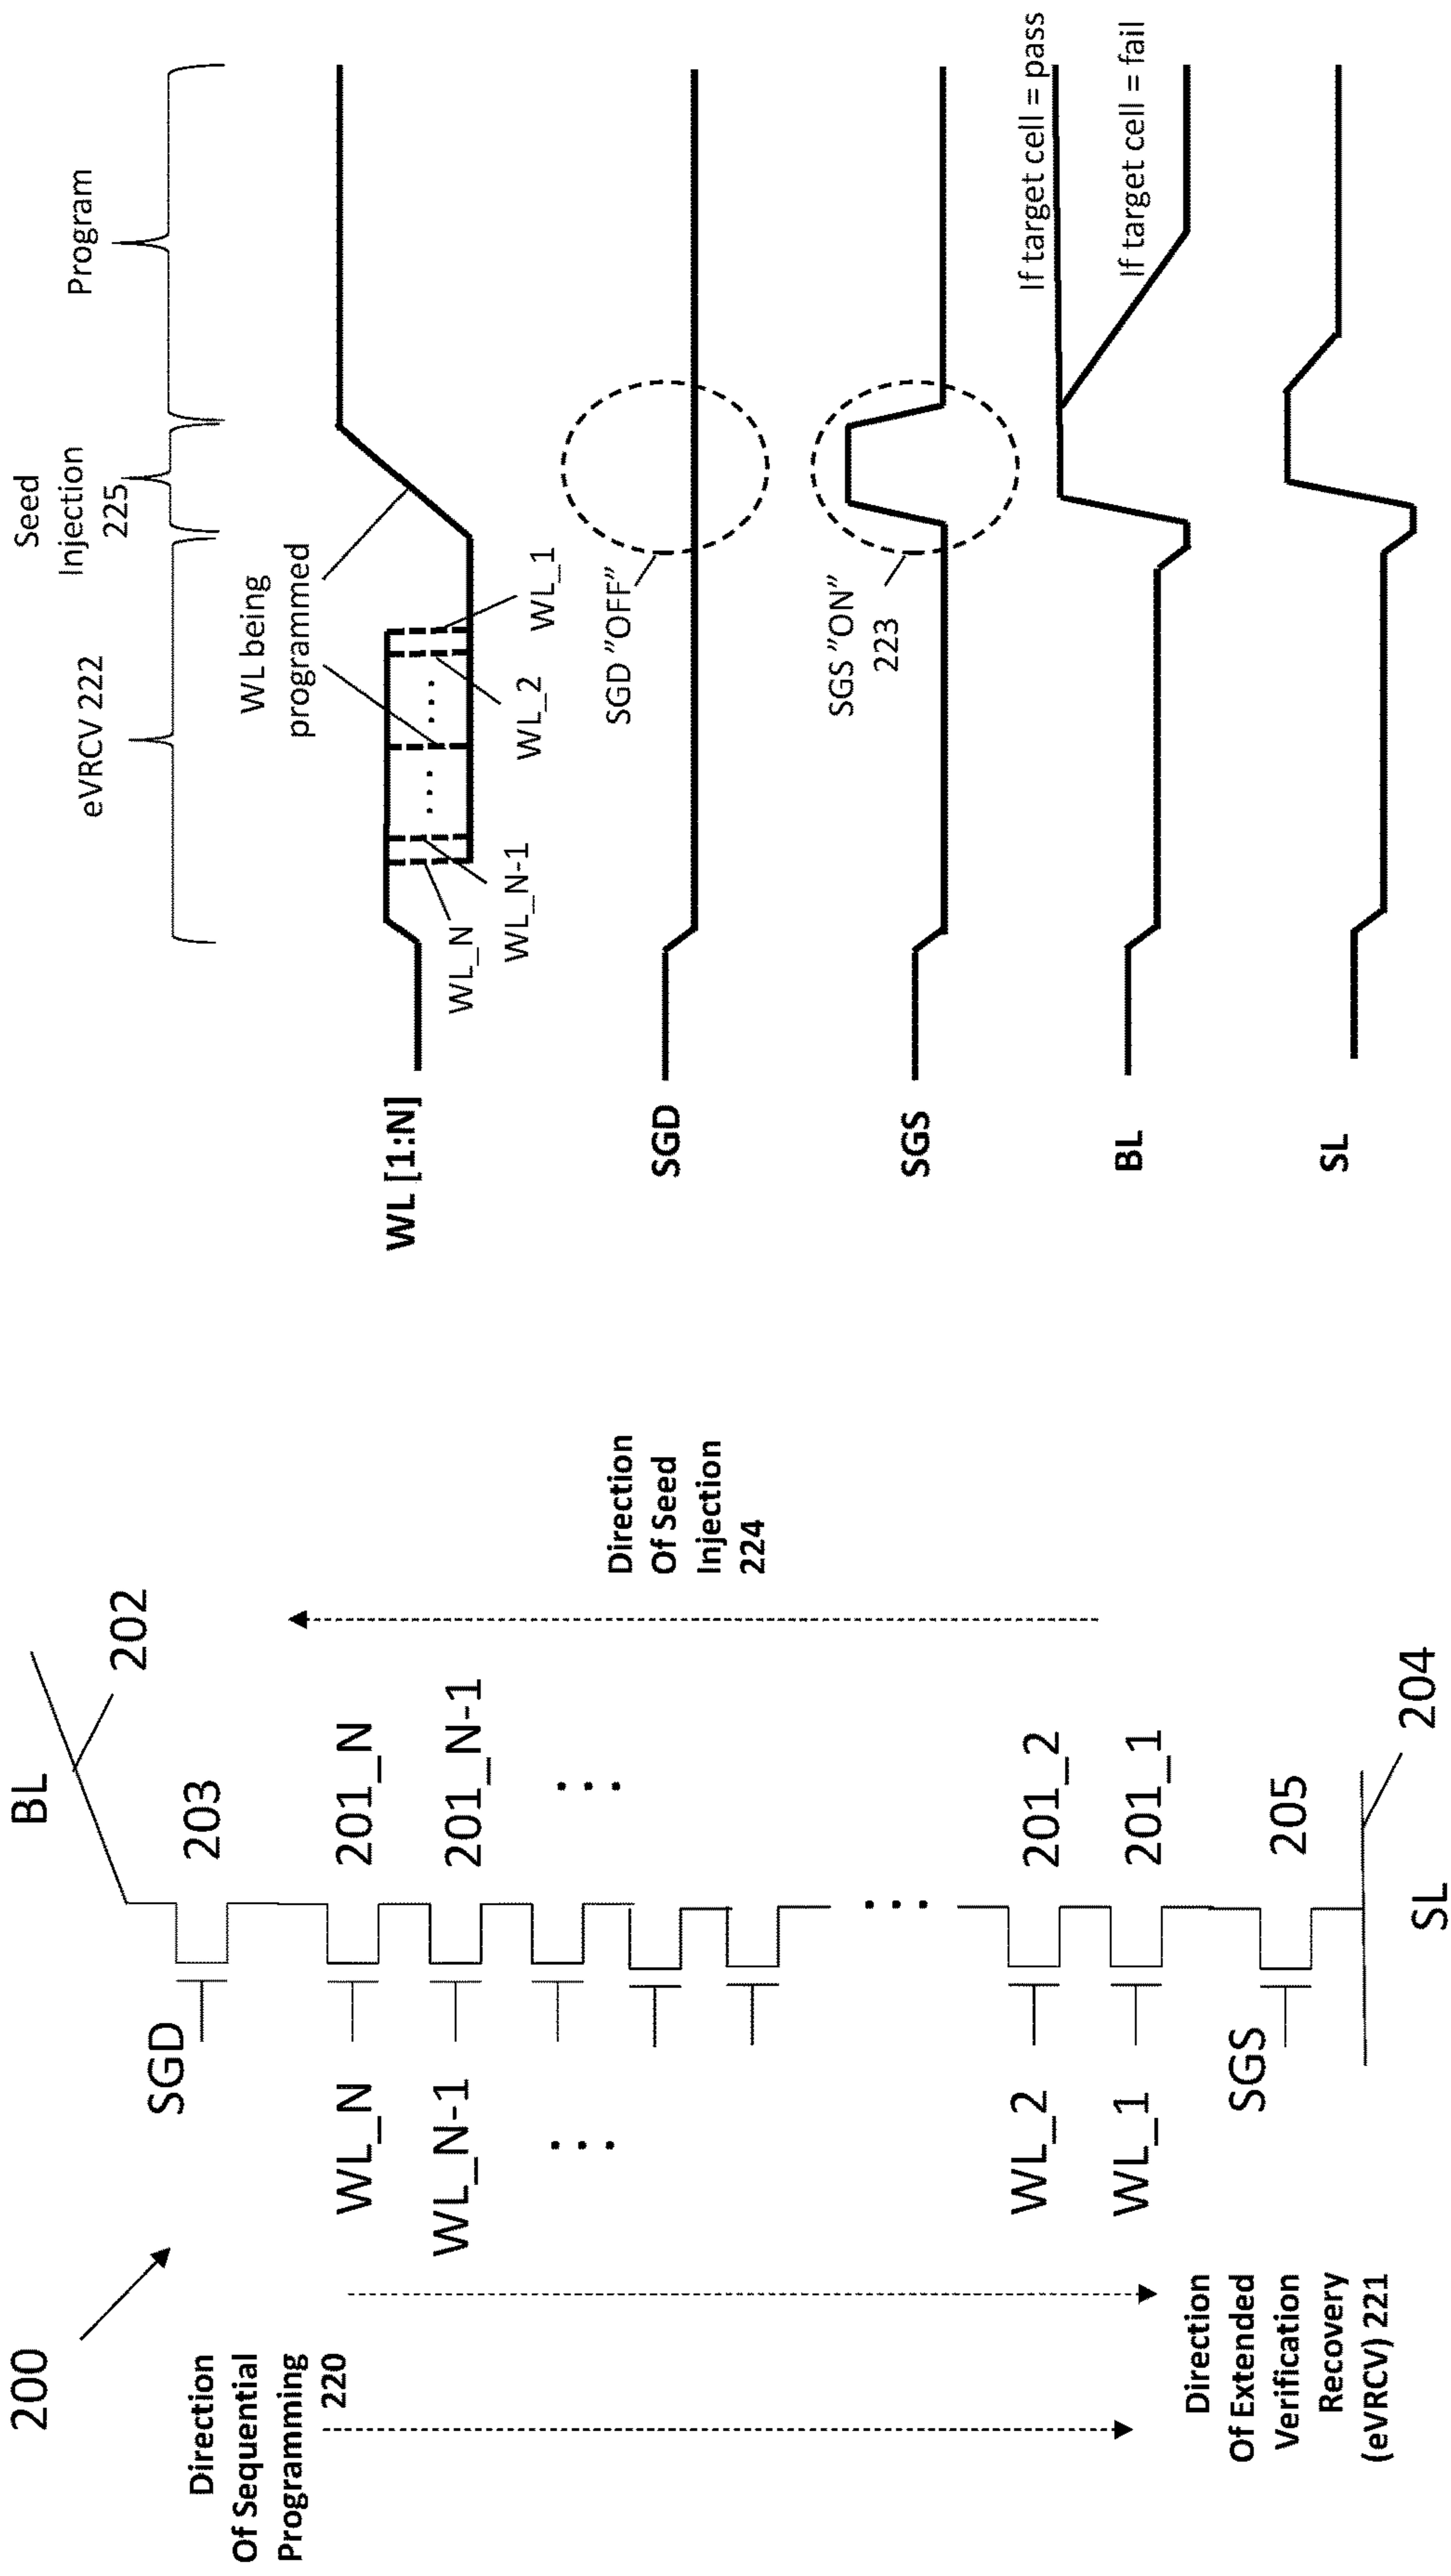 200
BL
202
SGD
203
WL_N
201_N
WL_N-1
201_N-1
WL_2
201_2
WL_1
201_1
SGS
205
204
SL
Direction
Of Sequential
Programming
220
Direction
Of Extended
Verification
Recovery
(eVRCV) 221
Direction
Of Seed
Injection
224
eVRCV 222
Seed
Injection
225
Program
WL [1:N]
WL being
programmed
WL_N
WL_N-1
WL_2
WL_1
SGD
SGD "OFF"
SGS
SGS "ON"
223
BL
If target cell = pass
If target cell = fail
SL